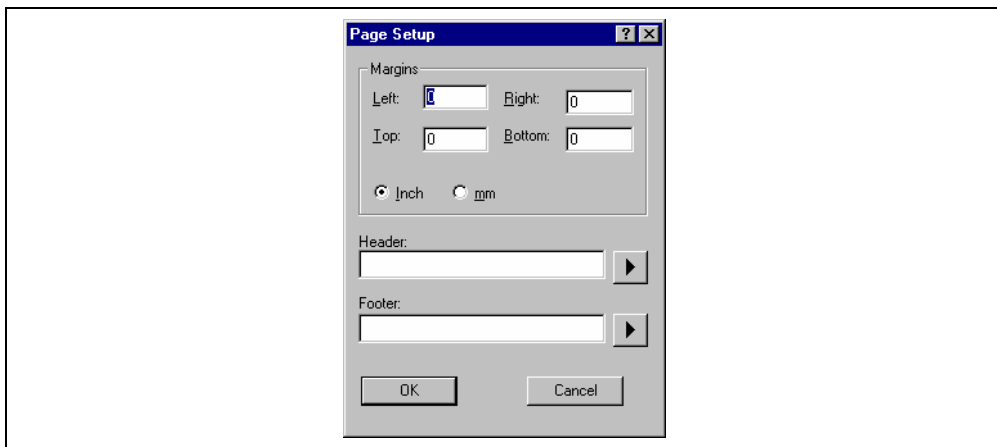 Page Setup
Margins
Left: 0 Right: 0
Top: 0 Bottom: 0
Inch mm
Header:
Footer:
OK Cancel